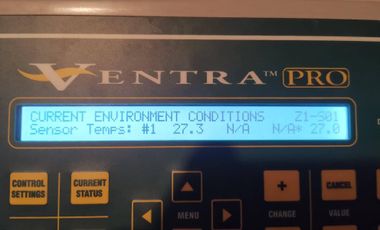 VENTRA™ PRO
CURRENT ENVIRONMENT CONDITIONS Z1-S01
Sensor Temps: #1 27.3 N/A N/A* 27.0
CONTROL SETTINGS
CURRENT STATUS
MENU
+
CHANGE
CANCEL
VALUE